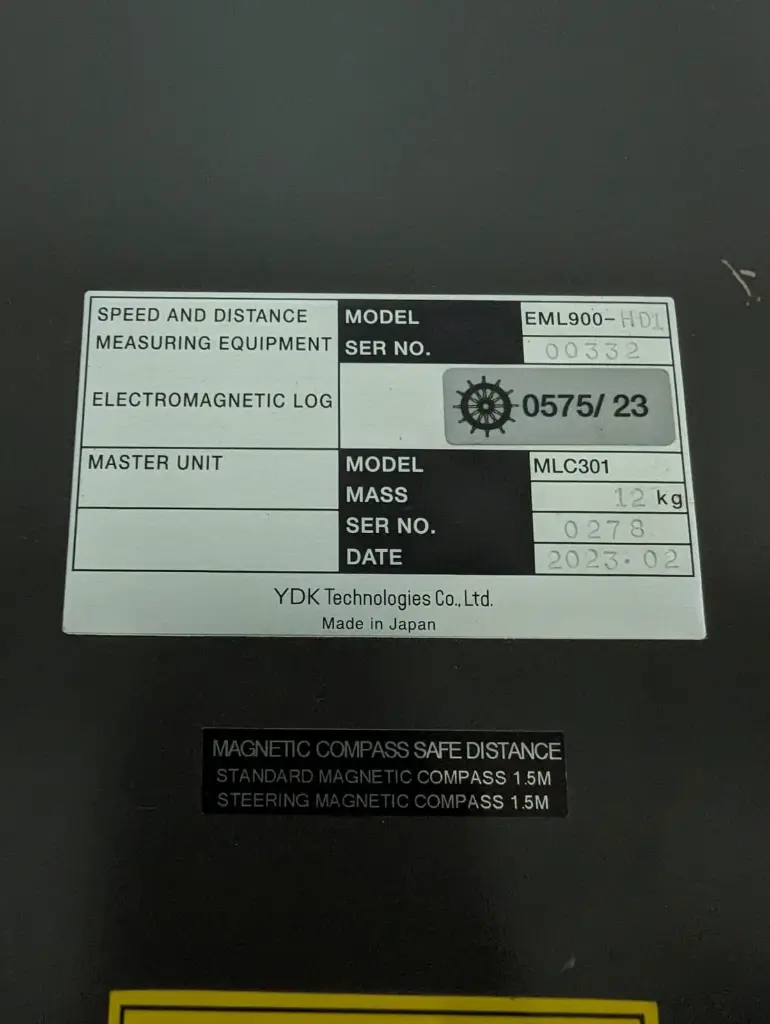 SPEED AND DISTANCE MODEL EML900-HD1
MEASURING EQUIPMENT SER NO. 00332
ELECTROMAGNETIC LOG 0575/ 23
MASTER UNIT MODEL MLC301
MASS 12 kg
SER NO. 0278
DATE 2023.02
YDK Technologies Co., Ltd.
Made in Japan
MAGNETIC COMPASS SAFE DISTANCE
STANDARD MAGNETIC COMPASS 1.5M
STEERING MAGNETIC COMPASS 1.5M